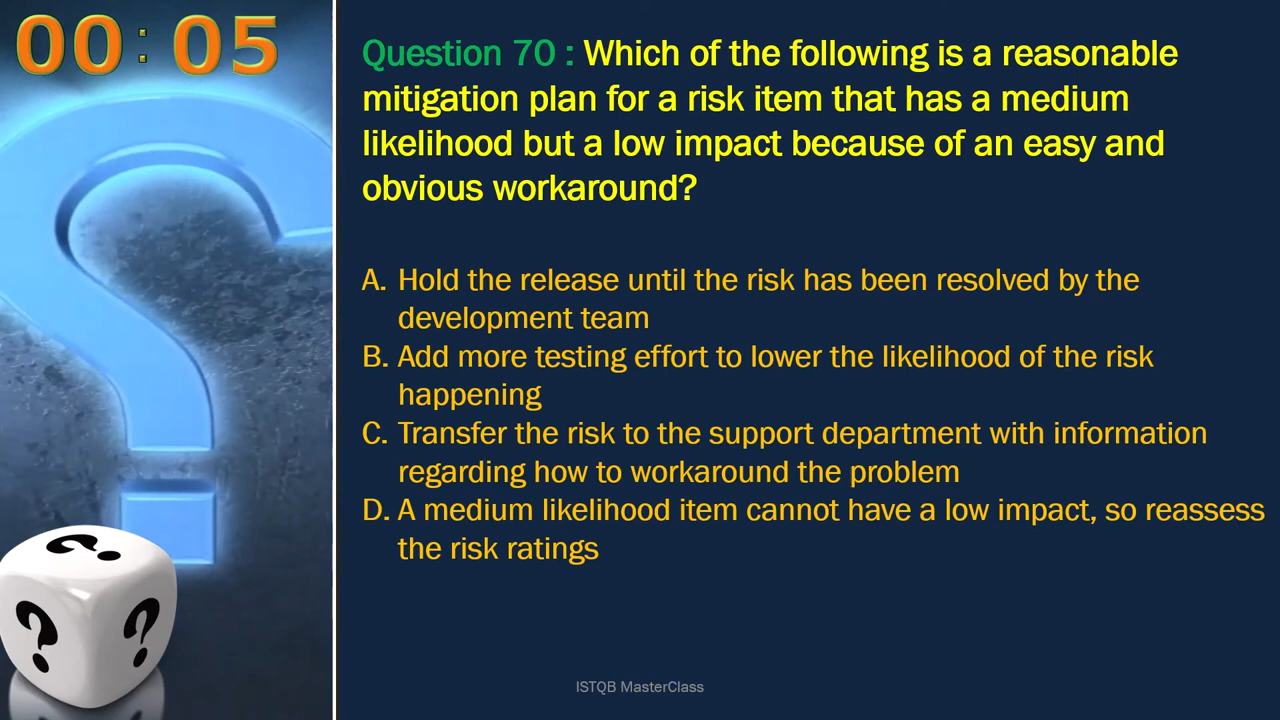 00:05
Question 70 : Which of the following is a reasonable
mitigation plan for a risk item that has a medium
likelihood but a low impact because of an easy and
obvious workaround?
A. Hold the release until the risk has been resolved by the
development team
B. Add more testing effort to lower the likelihood of the risk
happening
C. Transfer the risk to the support department with information
regarding how to workaround the problem
D. A medium likelihood item cannot have a low impact, so reassess
the risk ratings
ISTQB MasterClass